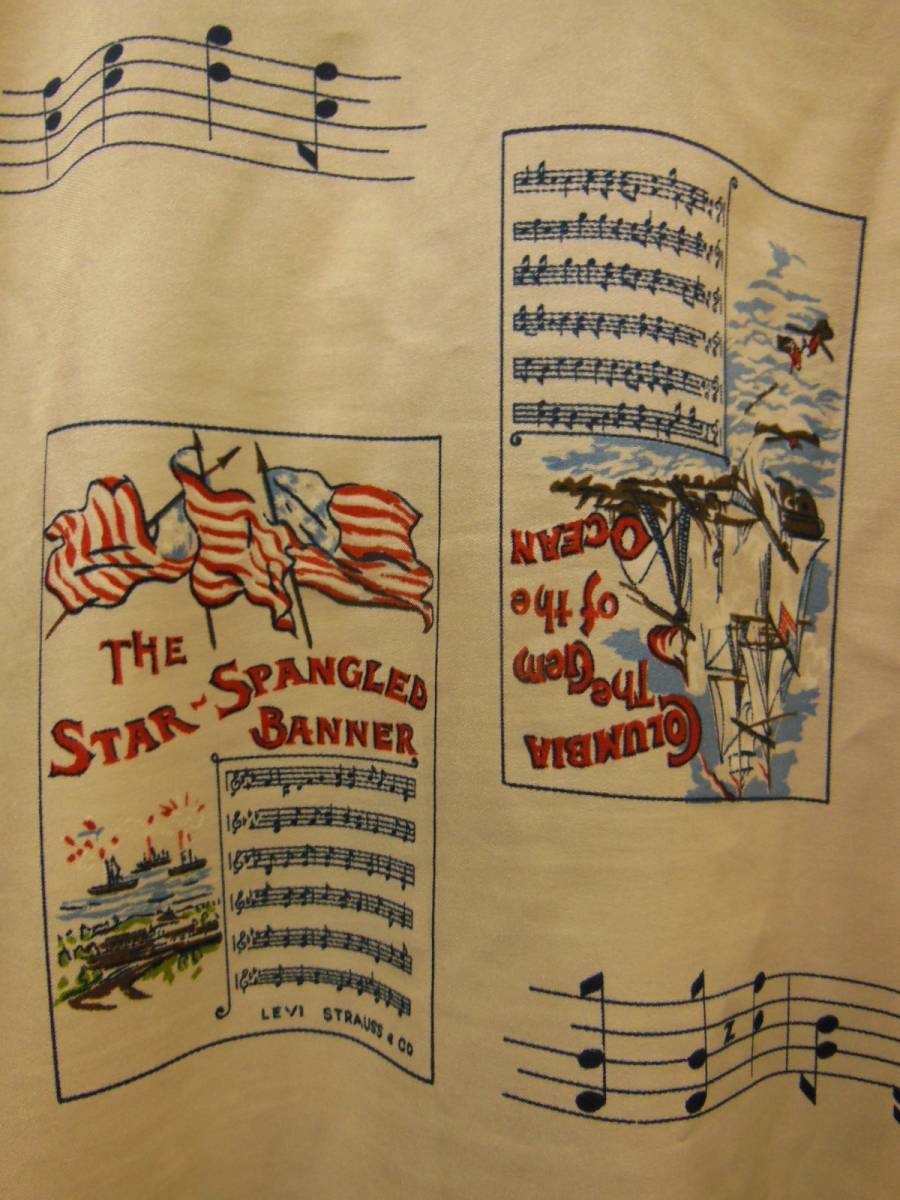 THE
STAR-SPANGLED
BANNER
LEVI STRAUSS & CO
COLUMBIA
The Gem
of the
OCEAN